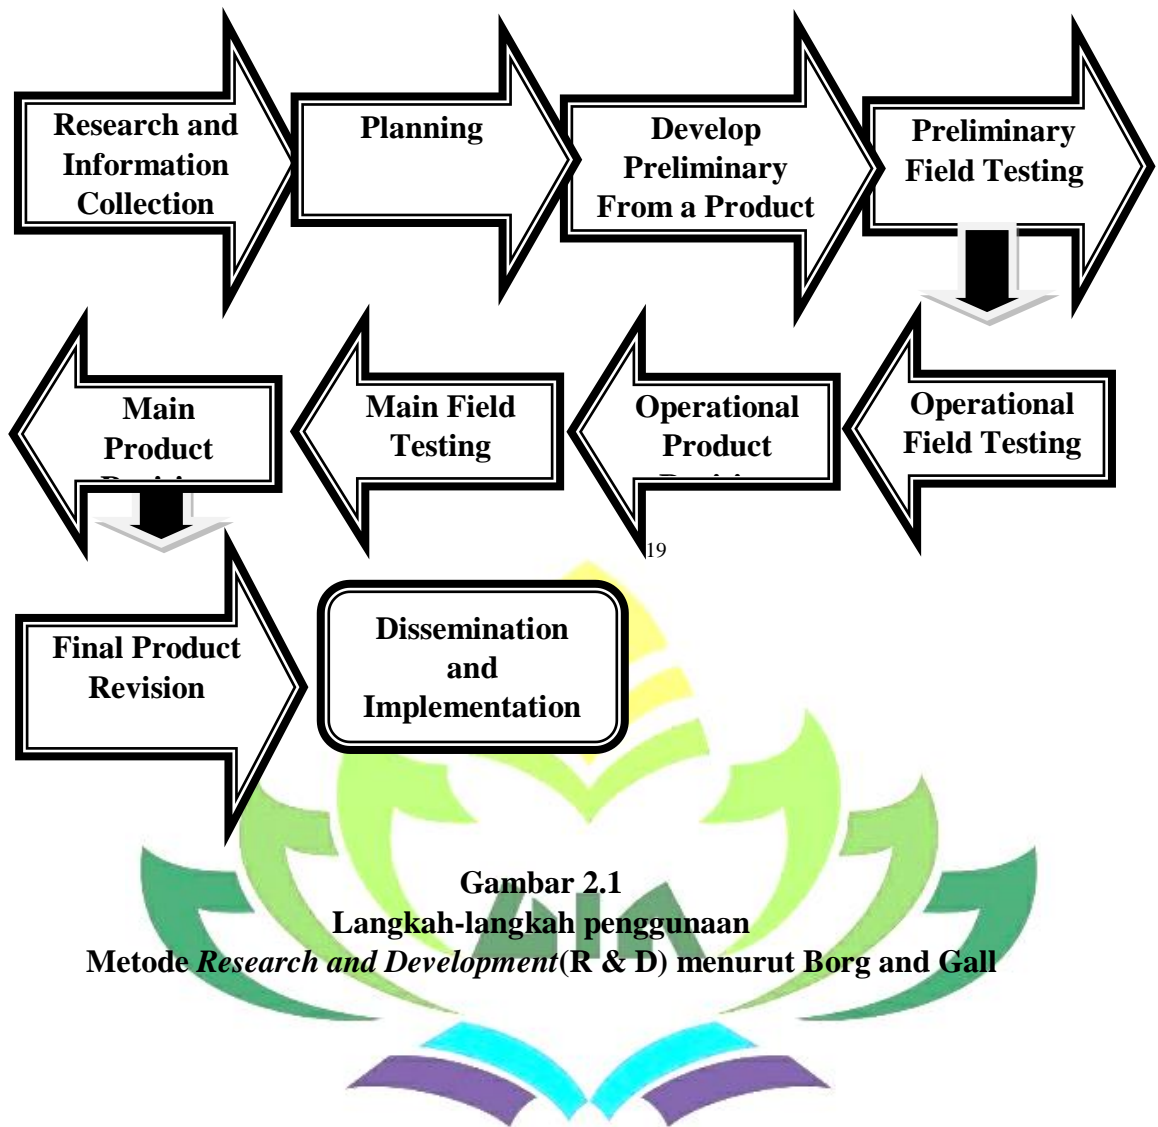 Research and
Information
Collection
Planning
Develop
Preliminary
From a Product
Preliminary
Field Testing
Operational
Field Testing
Operational
Product
Main Field
Testing
Main
Product
19
Final Product
Revision
Dissemination
and
Implementation
Gambar 2.1
Langkah-langkah penggunaan
Metode Research and Development(R & D) menurut Borg and Gall